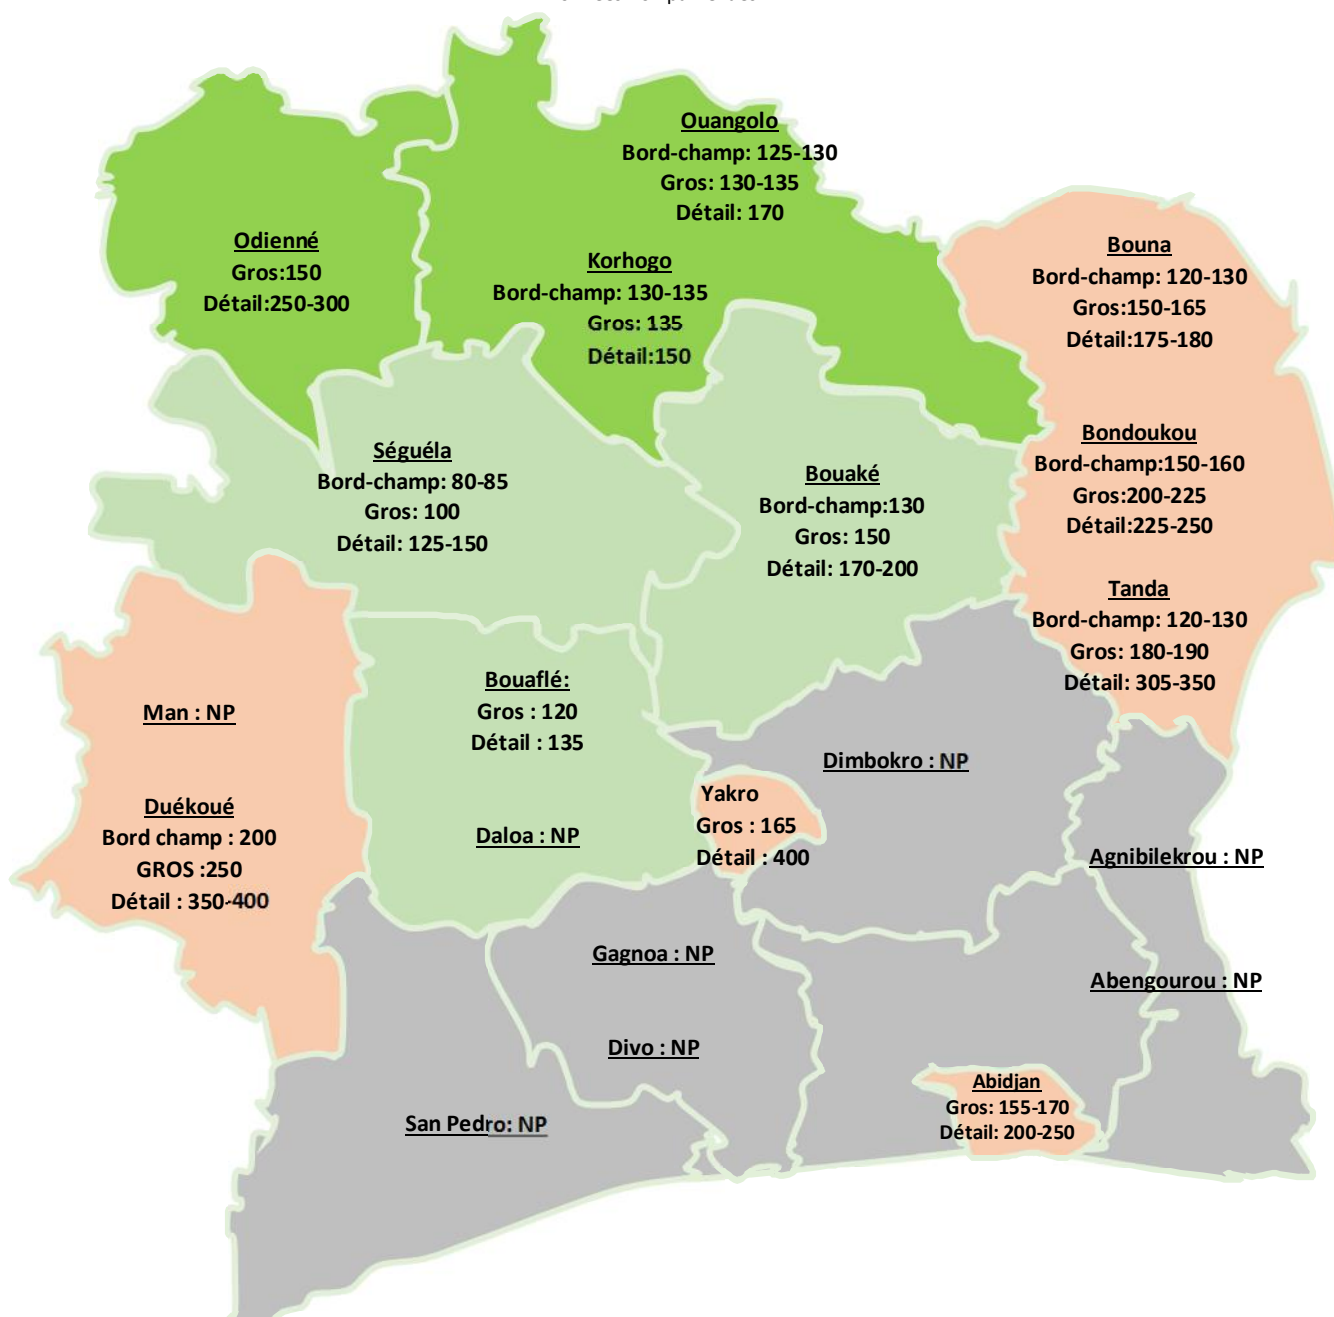 Ouangolo
Bord-champ: 125-130
Gros: 130-135
Détail: 170
Odienné
Gros:150
Détail:250-300
Korhogo
Bord-champ: 130-135
Gros: 135
Détail:150
Bouna
Bord-champ: 120-130
Gros:150-165
Détail:175-180
Séguéla
Bord-champ: 80-85
Gros: 100
Détail: 125-150
Bouaké
Bord-champ:130
Gros: 150
Détail: 170-200
Bondoukou
Bord-champ:150-160
Gros:200-225
Détail:225-250
Tanda
Bord-champ: 120-130
Gros: 180-190
Détail: 305-350
Man : NP
Bouaflé:
Gros : 120
Détail : 135
Dimbokro : NP
Duékoué
Bord champ : 200
GROS :250
Détail : 350-400
Daloa : NP
Yakro
Gros : 165
Détail : 400
Agnibilekrou : NP
Gagnoa : NP
Abengourou : NP
Divo : NP
San Pedro: NP
Abidjan
Gros: 155-170
Détail: 200-250